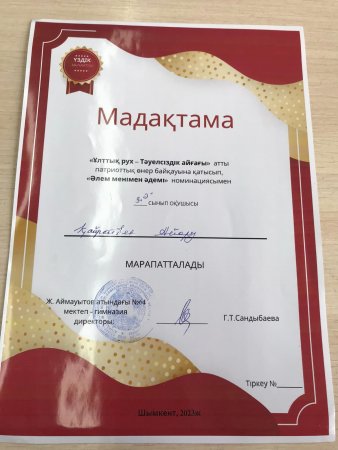 ҮЗДІК
Мадақтама
«Ұлттық рух – Тәуелсіздік айғағы» атты
патриоттық өнер байқауына қатысып,
«Әлем менімен әдемі» номинациясымен
сынып оқушысы
МАРАПАТТАЛАДЫ
Ж. Аймауытов атындағы №4
мектеп – гимназия
директоры:
Г.Т.Сандыбаева
Тіркеу №
Шымкент, 2023ж